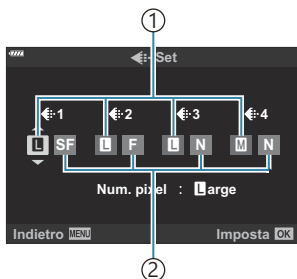 1
Set
1 2 3 4
L SF L F L N M N
Num. pixel : Large
Indietro MENU Imposta OK
2